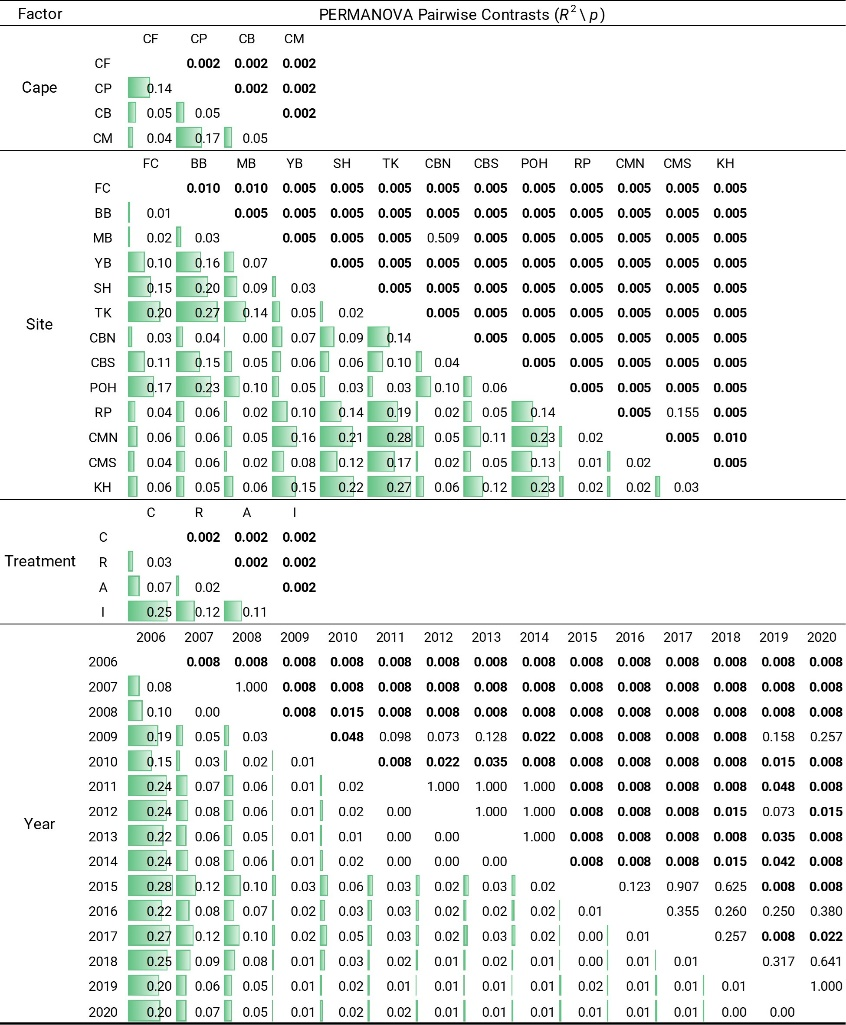 Factor PERMANOVA Pairwise Contrasts (R² \ p)
CF CP CB CM
CF 0.002 0.002 0.002
Cape CP 0.14 0.002 0.002
CB 0.05 0.05 0.002
CM 0.04 0.17 0.05
FC BB MB YB SH TK CBN CBS POH RP CMN CMS KH
FC 0.010 0.010 0.005 0.005 0.005 0.005 0.005 0.005 0.005 0.005 0.005 0.005
BB 0.01 0.005 0.005 0.005 0.005 0.005 0.005 0.005 0.005 0.005 0.005 0.005
MB 0.02 0.03 0.005 0.005 0.005 0.509 0.005 0.005 0.005 0.005 0.005 0.005
YB 0.10 0.16 0.07 0.005 0.005 0.005 0.005 0.005 0.005 0.005 0.005 0.005
SH 0.15 0.20 0.09 0.03 0.005 0.005 0.005 0.005 0.005 0.005 0.005 0.005
Site TK 0.20 0.27 0.14 0.05 0.02 0.005 0.005 0.005 0.005 0.005 0.005 0.005
CBN 0.03 0.04 0.00 0.07 0.09 0.14 0.005 0.005 0.005 0.005 0.005 0.005
CBS 0.11 0.15 0.05 0.06 0.06 0.10 0.04 0.005 0.005 0.005 0.005 0.005
POH 0.17 0.23 0.10 0.05 0.03 0.03 0.10 0.06 0.005 0.005 0.005 0.005
RP 0.04 0.06 0.02 0.10 0.14 0.19 0.02 0.05 0.14 0.005 0.155 0.005
CMN 0.06 0.06 0.05 0.16 0.21 0.28 0.05 0.11 0.23 0.02 0.005 0.010
CMS 0.04 0.06 0.02 0.08 0.12 0.17 0.02 0.05 0.13 0.01 0.02 0.005
KH 0.06 0.05 0.06 0.15 0.22 0.27 0.06 0.12 0.23 0.02 0.02 0.03
C R A I
C 0.002 0.002 0.002
Treatment R 0.03 0.002 0.002
A 0.07 0.02 0.002
I 0.25 0.12 0.11
2006 2007 2008 2009 2010 2011 2012 2013 2014 2015 2016 2017 2018 2019 2020
2006 0.008 0.008 0.008 0.008 0.008 0.008 0.008 0.008 0.008 0.008 0.008 0.008 0.008 0.008
2007 0.08 1.000 0.008 0.008 0.008 0.008 0.008 0.008 0.008 0.008 0.008 0.008 0.008 0.008
2008 0.10 0.00 0.008 0.015 0.008 0.008 0.008 0.008 0.008 0.008 0.008 0.008 0.008 0.008
2009 0.19 0.05 0.03 0.048 0.098 0.073 0.128 0.022 0.008 0.008 0.008 0.008 0.158 0.257
2010 0.15 0.03 0.02 0.01 0.008 0.022 0.035 0.008 0.008 0.008 0.008 0.008 0.015 0.008
2011 0.24 0.07 0.06 0.01 0.02 1.000 1.000 1.000 0.008 0.008 0.008 0.008 0.048 0.008
2012 0.24 0.08 0.06 0.01 0.02 0.00 1.000 1.000 0.008 0.008 0.008 0.015 0.073 0.015
Year 2013 0.22 0.06 0.05 0.01 0.01 0.00 0.00 1.000 0.008 0.008 0.008 0.008 0.035 0.008
2014 0.24 0.08 0.06 0.01 0.02 0.00 0.00 0.00 0.008 0.008 0.008 0.015 0.042 0.008
2015 0.28 0.12 0.10 0.03 0.06 0.03 0.02 0.03 0.02 0.123 0.907 0.625 0.008 0.008
2016 0.22 0.08 0.07 0.02 0.03 0.03 0.02 0.02 0.02 0.01 0.355 0.260 0.250 0.380
2017 0.27 0.12 0.10 0.02 0.05 0.03 0.02 0.03 0.02 0.00 0.01 0.257 0.008 0.022
2018 0.25 0.09 0.08 0.01 0.03 0.02 0.01 0.02 0.01 0.00 0.01 0.01 0.317 0.641
2019 0.20 0.06 0.05 0.01 0.02 0.01 0.01 0.01 0.01 0.02 0.01 0.01 0.01 1.000
2020 0.20 0.07 0.05 0.01 0.02 0.01 0.01 0.01 0.01 0.01 0.01 0.01 0.00 0.00